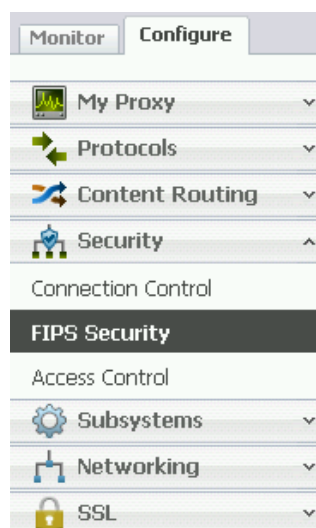 Monitor Configure
My Proxy
Protocols
Content Routing
Security
Connection Control
FIPS Security
Access Control
Subsystems
Networking
SSL